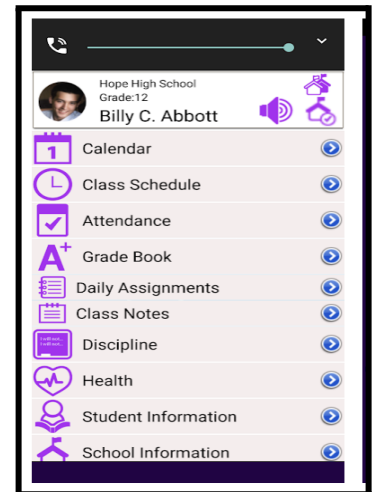 Hope High School
Grade:12
Billy C. Abbott
1
Calendar
Class Schedule
Attendance
A+
Grade Book
Daily Assignments
Class Notes
Discipline
Health
Student Information
School Information